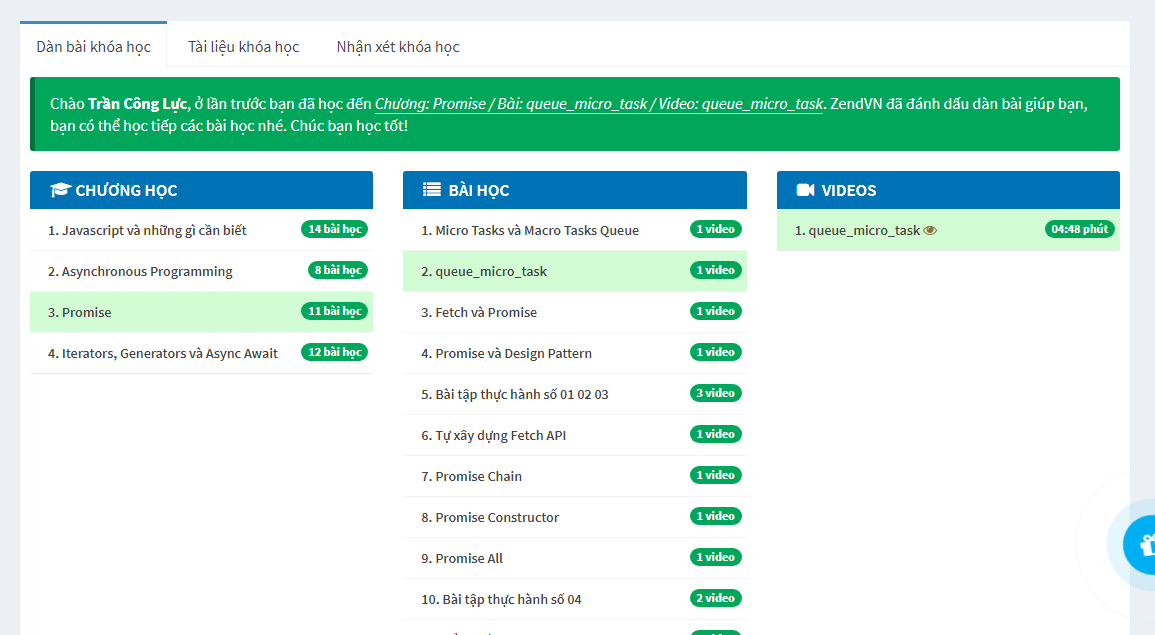 Dàn bài khóa học
Tài liệu khóa học
Nhận xét khóa học
Chào Trần Công Lực, ở lần trước bạn đã học đến Chương: Promise / Bài: queue_micro_task / Video: queue_micro_task. ZendVN đã đánh dấu dàn bài giúp bạn,
bạn có thể học tiếp các bài học nhé. Chúc bạn học tốt!
CHƯƠNG HỌC
1. Javascript và những gì cần biết 14 bài học
2. Asynchronous Programming 8 bài học
3. Promise 11 bài học
4. Iterators, Generators và Async Await 12 bài học
BÀI HỌC
1. Micro Tasks và Macro Tasks Queue 1 video
2. queue_micro_task 1 video
3. Fetch và Promise 1 video
4. Promise và Design Pattern 1 video
5. Bài tập thực hành số 01 02 03 3 video
6. Tự xây dựng Fetch API 1 video
7. Promise Chain 1 video
8. Promise Constructor 1 video
9. Promise All 1 video
10. Bài tập thực hành số 04 2 video
VIDEOS
1. queue_micro_task 04:48 phút